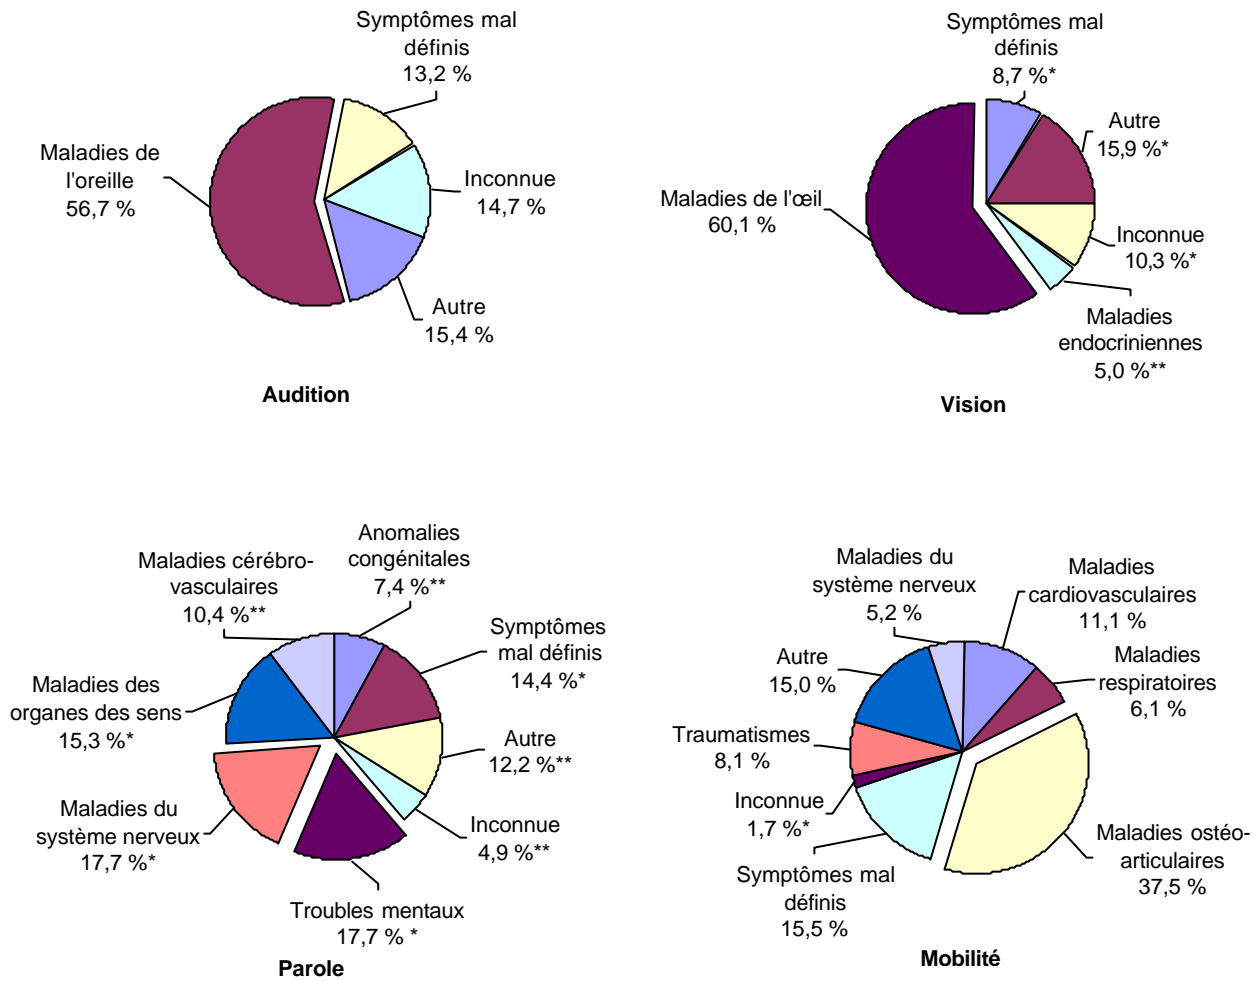 Symptômes mal
définis
13,2 %
Maladies de
l'oreille
56,7 %
Inconnue
14,7 %
Autre
15,4 %
Audition
Symptômes mal
définis
8,7 %*
Autre
15,9 %*
Maladies de l'œil
60,1 %
Inconnue
10,3 %*
Maladies
endocriniennes
5,0 %**
Vision
Anomalies
congénitales
7,4 %**
Maladies cérébro-
vasculaires
10,4 %**
Symptômes
mal définis
14,4 %*
Maladies des
organes des sens
15,3 %*
Autre
12,2 %**
Maladies du
système nerveux
17,7 %*
Inconnue
4,9 %**
Troubles mentaux
17,7 % *
Parole
Maladies du
système nerveux
5,2 %
Maladies
cardiovasculaires
11,1 %
Autre
15,0 %
Maladies
respiratoires
6,1 %
Traumatismes
8,1 %
Inconnue
1,7 %*
Maladies ostéo-
articulaires
37,5 %
Symptômes mal
définis
15,5 %
Mobilité